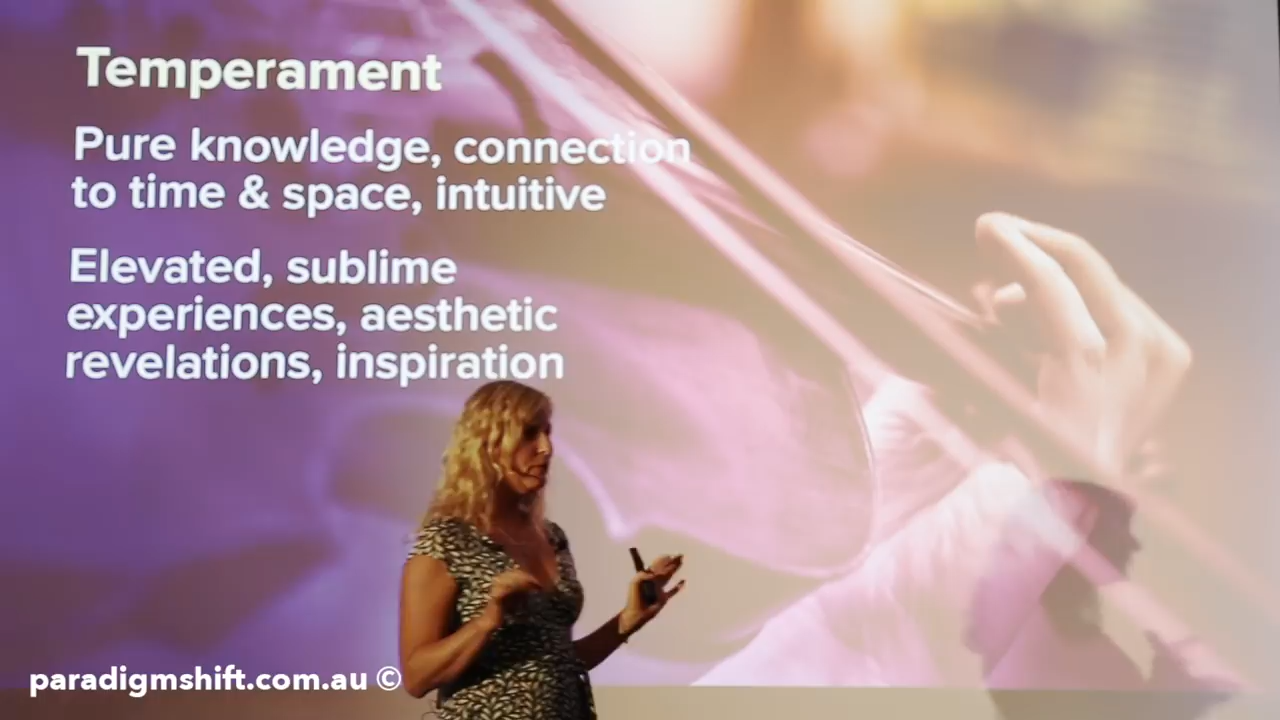 Temperament
Pure knowledge, connection
to time & space, intuitive
Elevated, sublime
experiences, aesthetic
revelations, inspiration
paradigmshift.com.au ©